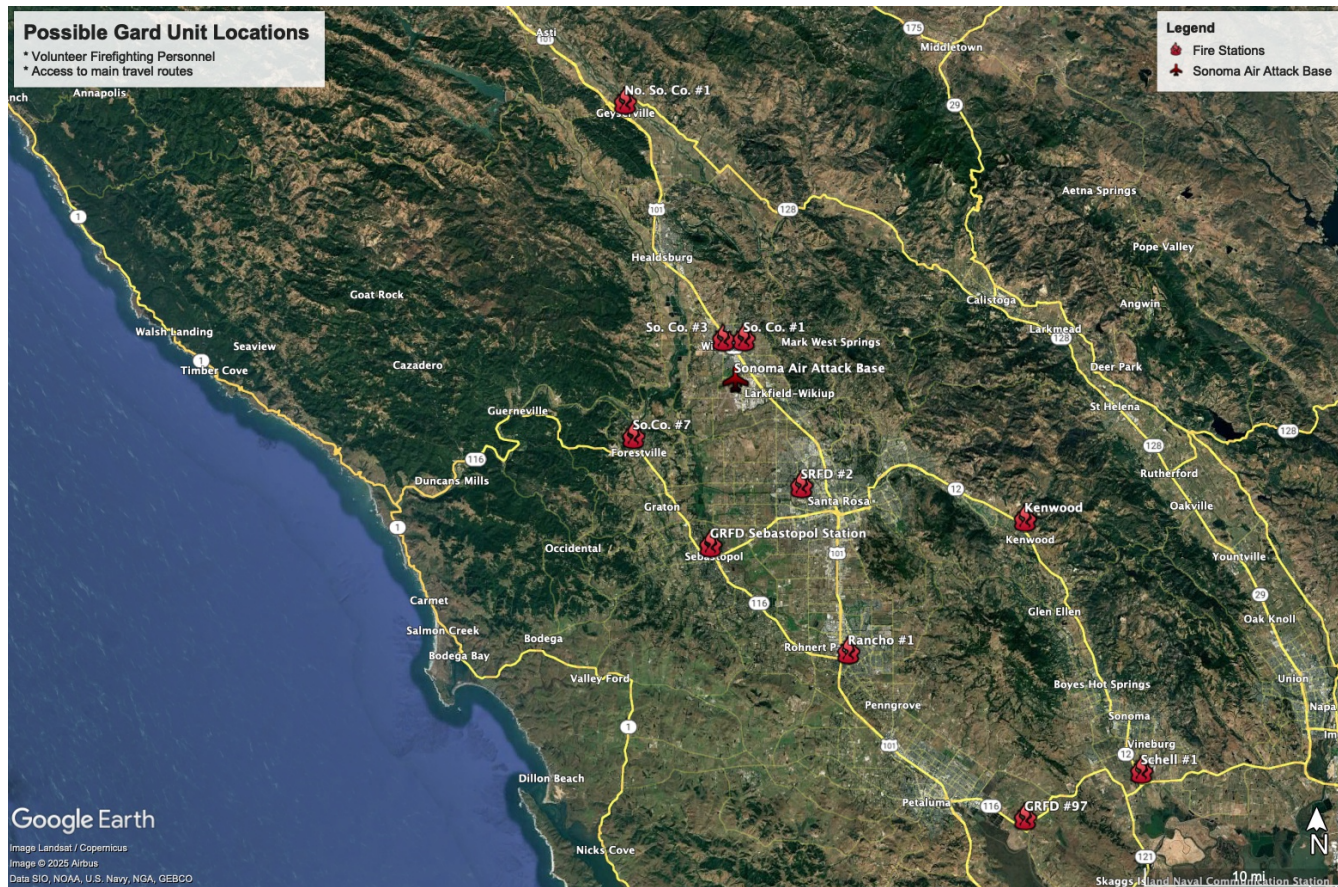 Possible Gard Unit Locations
* Volunteer Firefighting Personnel
* Access to main travel routes
Legend
Fire Stations
Sonoma Air Attack Base
Asti
101
175
Middletown
Annapolis
No. So. Co. #1
Geyserville
29
1
101
128
Aetna Springs
Pope Valley
Healdsburg
Goat Rock
Calistoga
Angwin
Walsh Landing
Seaview
So. Co. #3
So. Co. #1
Mark West Springs
Larkmead
128
1
Timber Cove
Cazadero
Sonoma Air Attack Base
Deer Park
Larkfield-Wikiup
Guerneville
St Helena
So.Co. #7
Forestville
128
128
116
Duncans Mills
SRFD #2
Santa Rosa
12
Rutherford
Graton
Kenwood
Oakville
1
GRFD Sebastopol Station
Kenwood
Occidental
Sebastopol
101
Yountville
Carmet
116
29
Glen Ellen
Oak Knoll
Salmon Creek
Bodega
Rancho #1
Bodega Bay
Valley Ford
Boyes Hot Springs
Union
Penngrove
1
Sonoma
101
Vineburg
12
Schell #1
Dillon Beach
Petaluma
116
GRFD #97
Google Earth
Nicks Cove
121
N
10 mi
Skaggs Island Naval Communication Station
Image Landsat / Copernicus
Image © 2025 Airbus
Data SIO, NOAA, U.S. Navy, NGA, GEBCO